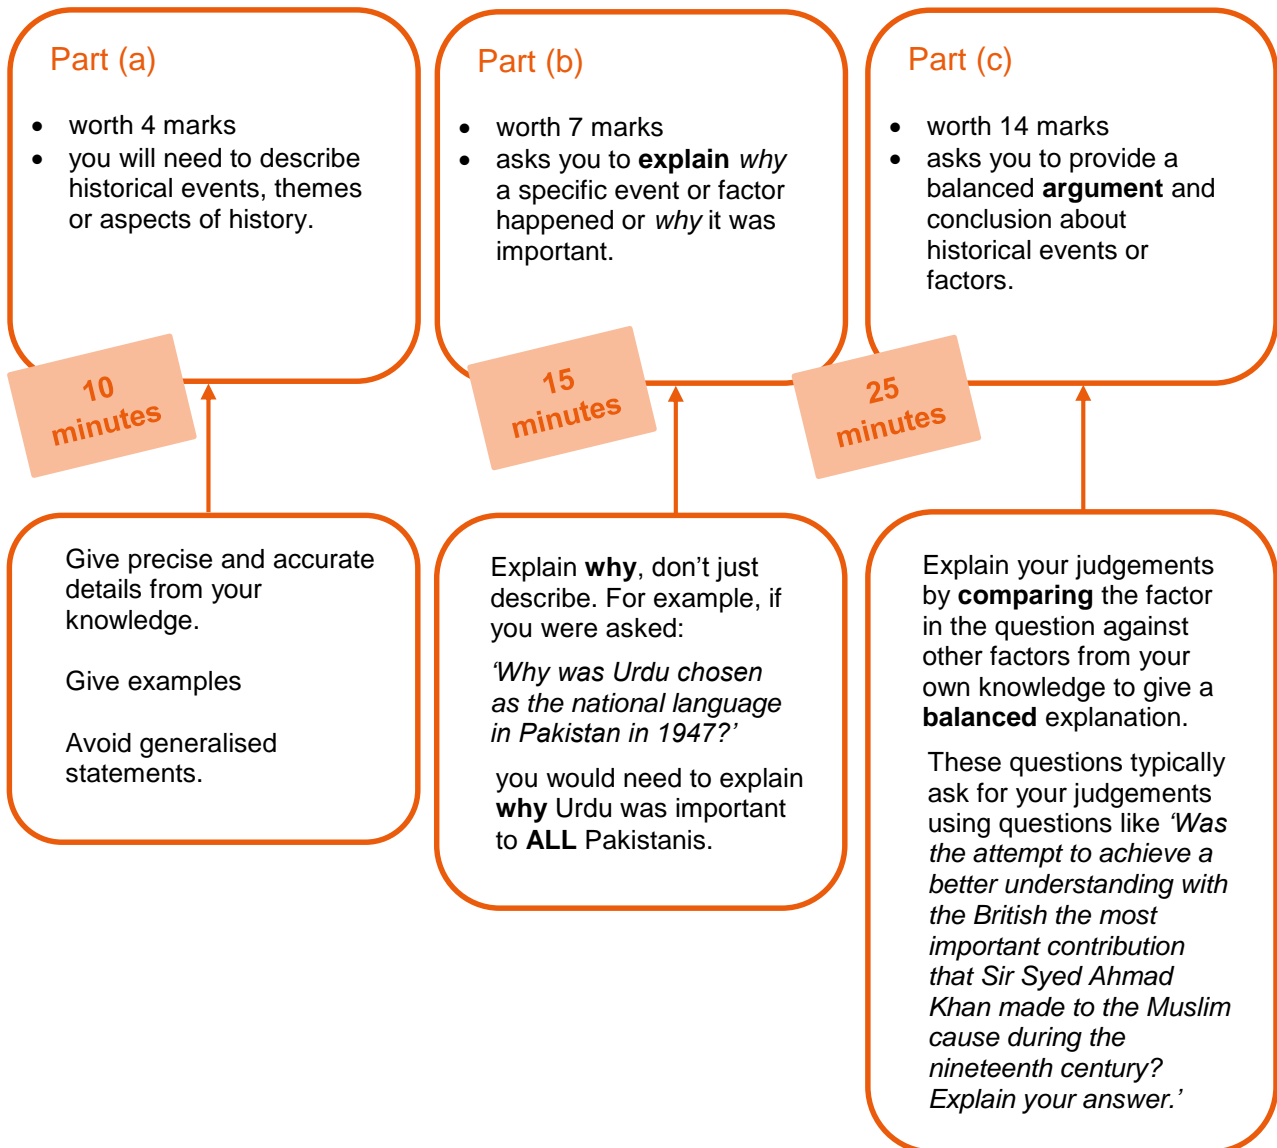 Part (a)
• worth 4 marks
• you will need to describe
historical events, themes
or aspects of history.
10
minutes
Give precise and accurate
details from your
knowledge.
Give examples
Avoid generalised
statements.
Part (b)
• worth 7 marks
• asks you to explain why
a specific event or factor
happened or why it was
important.
15
minutes
Explain why, don’t just
describe. For example, if
you were asked:
‘Why was Urdu chosen
as the national language
in Pakistan in 1947?’
you would need to explain
why Urdu was important
to ALL Pakistanis.
Part (c)
• worth 14 marks
• asks you to provide a
balanced argument and
conclusion about
historical events or
factors.
25
minutes
Explain your judgements
by comparing the factor
in the question against
other factors from your
own knowledge to give a
balanced explanation.
These questions typically
ask for your judgements
using questions like ‘Was
the attempt to achieve a
better understanding with
the British the most
important contribution
that Sir Syed Ahmad
Khan made to the Muslim
cause during the
nineteenth century?
Explain your answer.’